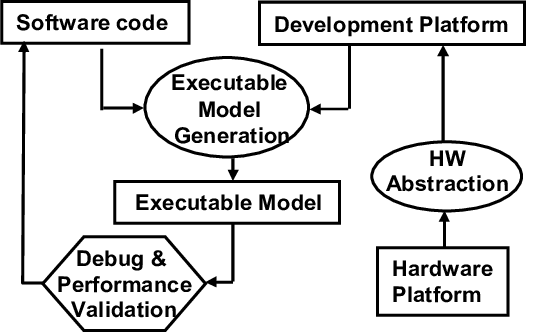 Software code
Development Platform
Executable
Model
Generation
HW
Abstraction
Executable Model
Debug &
Performance
Validation
Hardware
Platform